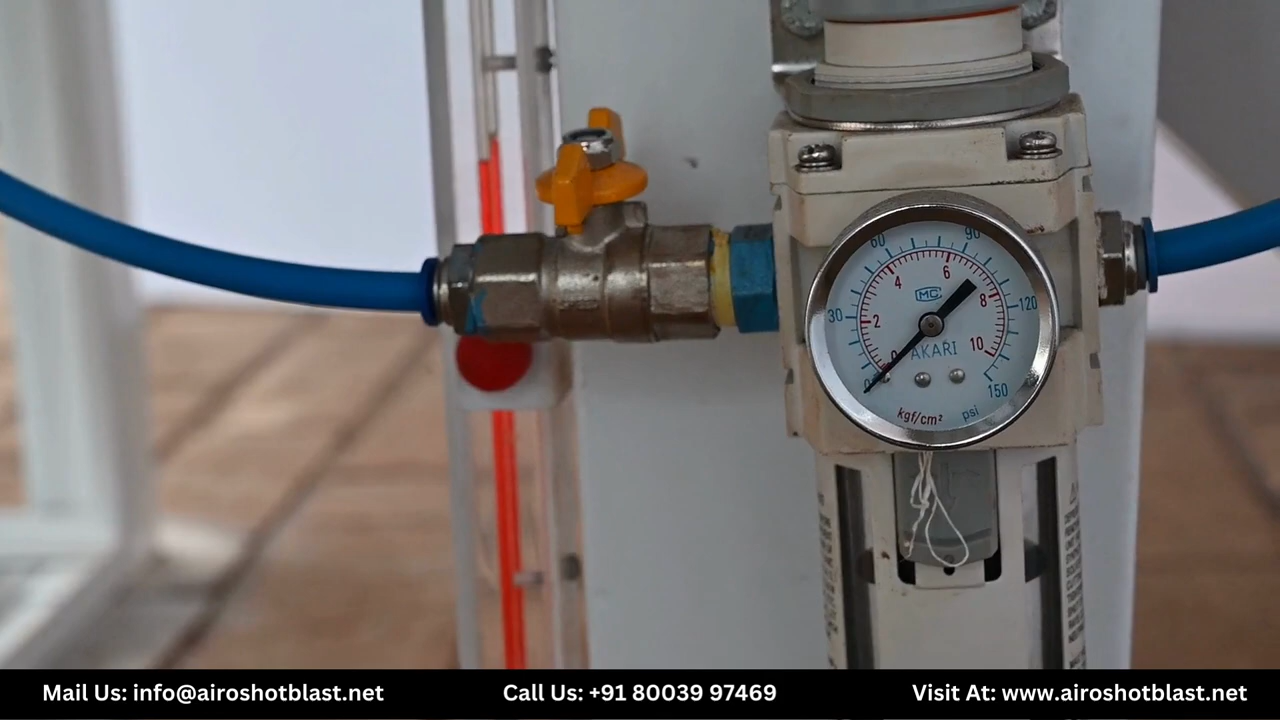 60
90
4
6
MC
30
2
8
120
0
AKARI
10
0
150
kgf/cm²
psi
Mail Us: info@airoshotblast.net
Call Us: +91 80039 97469
Visit At: www.airoshotblast.net